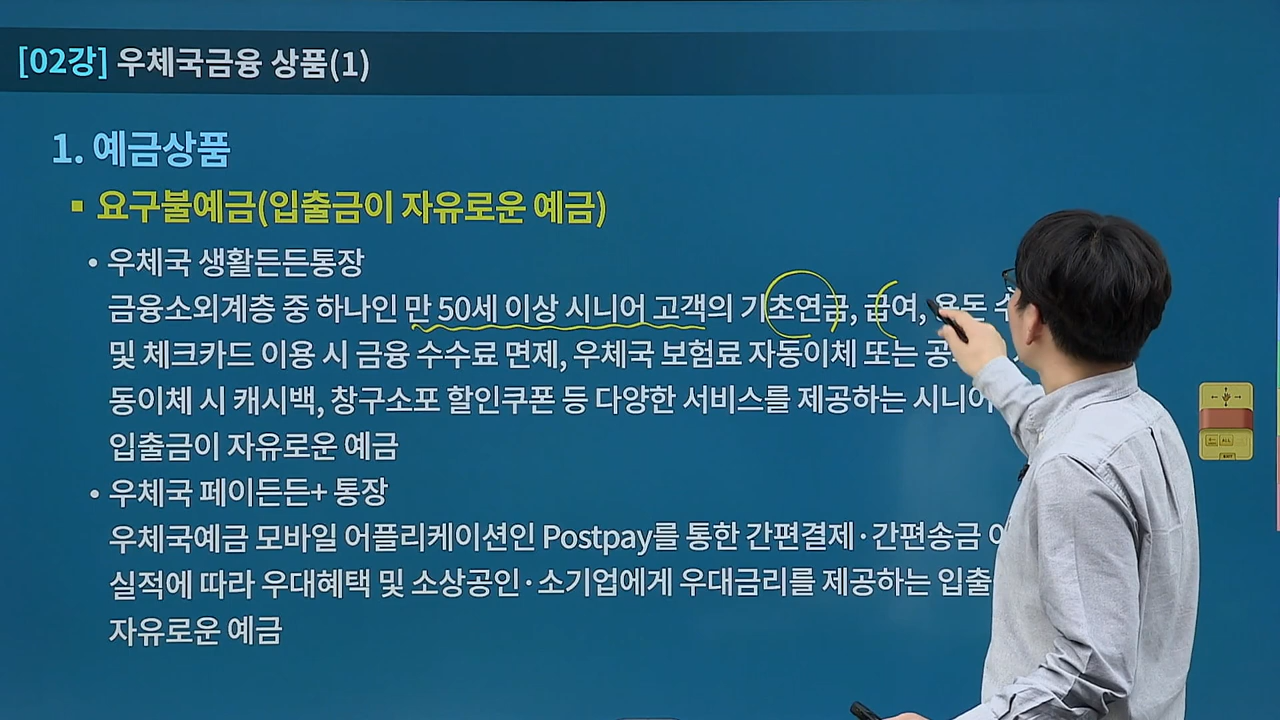 [02강] 우체국금융 상품(1)
1. 예금상품
▪ 요구불예금(입출금이 자유로운 예금)
• 우체국 생활든든통장
금융소외계층 중 하나인 만 50세 이상 시니어 고객의 기초연금, 급여, 용돈
및 체크카드 이용 시 금융 수수료 면제, 우체국 보험료 자동이체 또는
동이체 시 캐시백, 창구소포 할인쿠폰 등 다양한 서비스를 제공하는 시니어
입출금이 자유로운 예금
• 우체국 페이든든+ 통장
우체국예금 모바일 어플리케이션인 Postpay를 통한 간편결제·간편송금
실적에 따라 우대혜택 및 소상공인·소기업에게 우대금리를 제공하는 입출
자유로운 예금